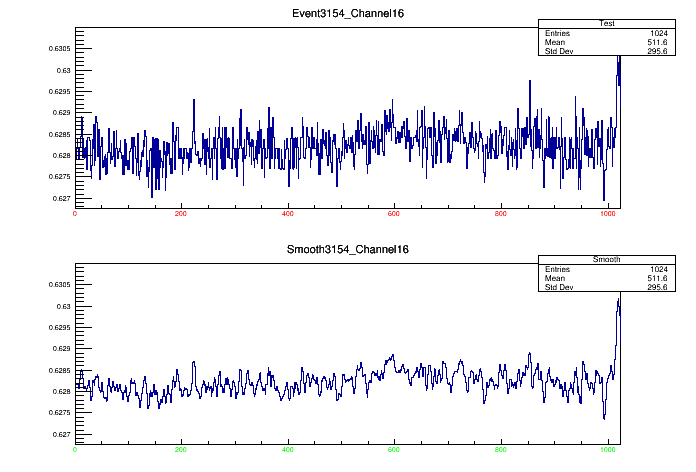 Event3154_Channel16
Test
Entries 1024
Mean 511.6
Std Dev 295.6
0.6305
0.63
0.6295
0.629
0.6285
0.628
0.6275
0.627
0 200 400 600 800 1000
Smooth3154_Channel16
Smooth
Entries 1024
Mean 511.6
Std Dev 295.6
0.6305
0.63
0.6295
0.629
0.6285
0.628
0.6275
0.627
0 200 400 600 800 1000